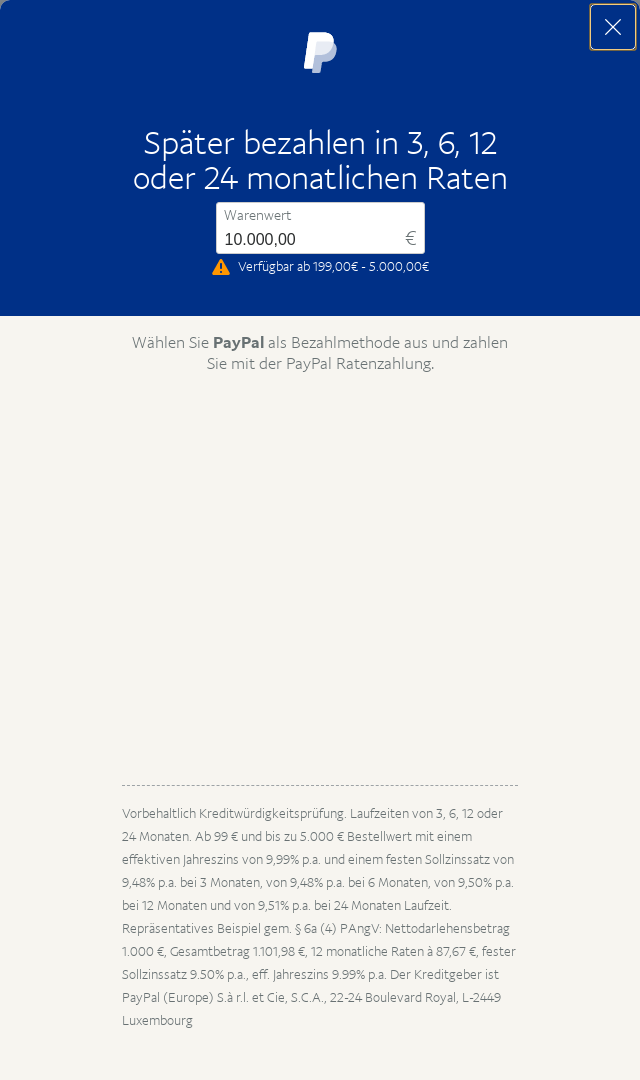 Später bezahlen in 3, 6, 12
oder 24 monatlichen Raten
Warenwert
10.000,00 €
Verfügbar ab 199,00€ - 5.000,00€
Wählen Sie PayPal als Bezahlmethode aus und zahlen
Sie mit der PayPal Ratenzahlung.
Vorbehaltlich Kreditwürdigkeitsprüfung. Laufzeiten von 3, 6, 12 oder
24 Monaten. Ab 99 € und bis zu 5.000 € Bestellwert mit einem
effektiven Jahreszins von 9,99% p.a. und einem festen Sollzinssatz von
9,48% p.a. bei 3 Monaten, von 9,48% p.a. bei 6 Monaten, von 9,50% p.a.
bei 12 Monaten und von 9,51% p.a. bei 24 Monaten Laufzeit.
Repräsentatives Beispiel gem. § 6a (4) PAngV: Nettodarlehensbetrag
1.000 €, Gesamtbetrag 1.101,98 €, 12 monatliche Raten à 87,67 €, fester
Sollzinssatz 9.50% p.a., eff. Jahreszins 9.99% p.a. Der Kreditgeber ist
PayPal (Europe) S.à r.l. et Cie, S.C.A., 22-24 Boulevard Royal, L-2449
Luxembourg